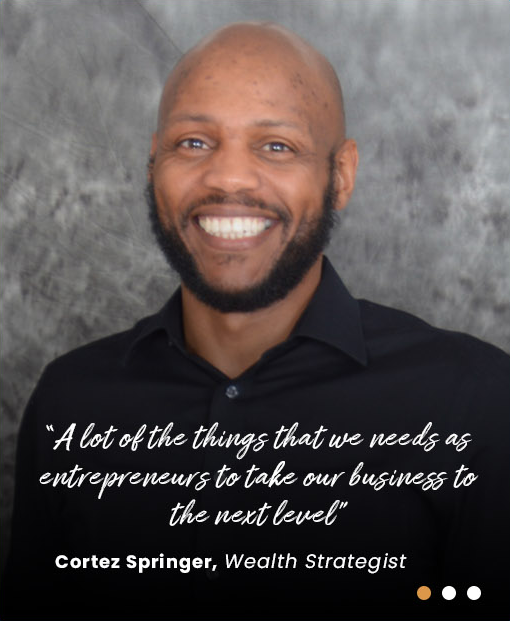 “A lot of the things that we needs as
entrepreneurs to take our business to
the next level”
Cortez Springer, Wealth Strategist